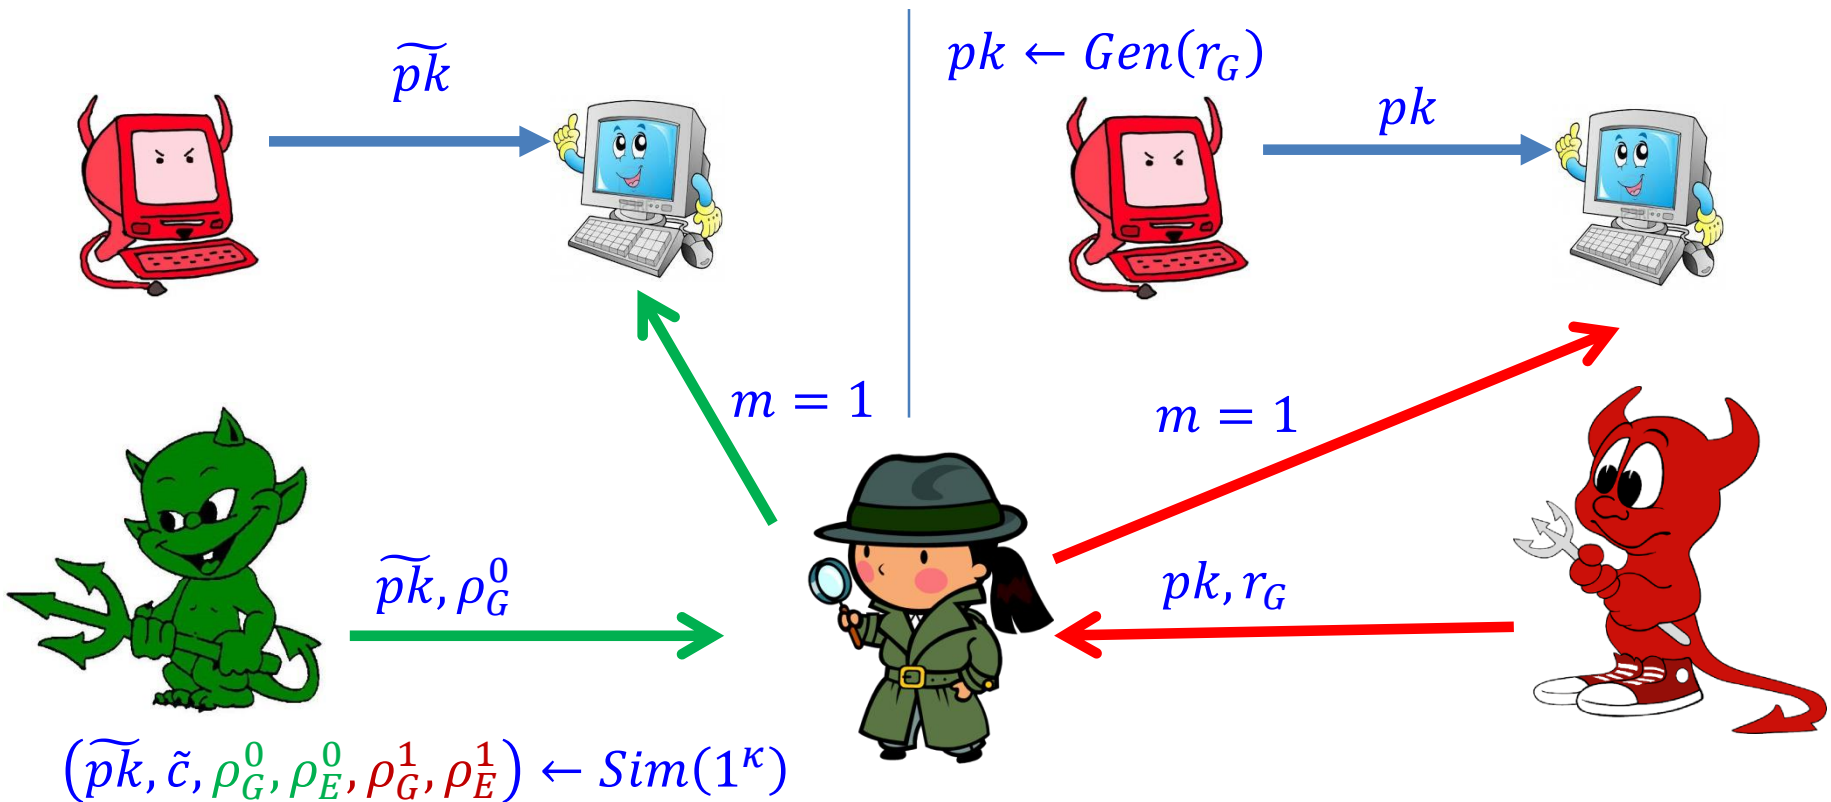 p̃k
pk ← Gen(r_G)
pk
m = 1
m = 1
p̃k, ρ_G^0
pk, r_G
(p̃k, c̃, ρ_G^0, ρ_E^0, ρ_G^1, ρ_E^1) ← Sim(1^κ)